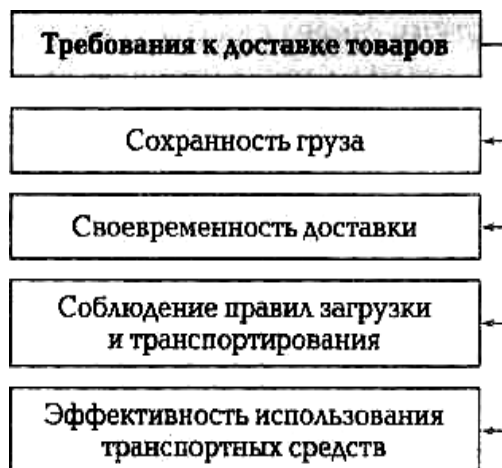 Требования к доставке товаров
Сохранность груза
Своевременность доставки
Соблюдение правил загрузки
и транспортирования
Эффективность использования
транспортных средств